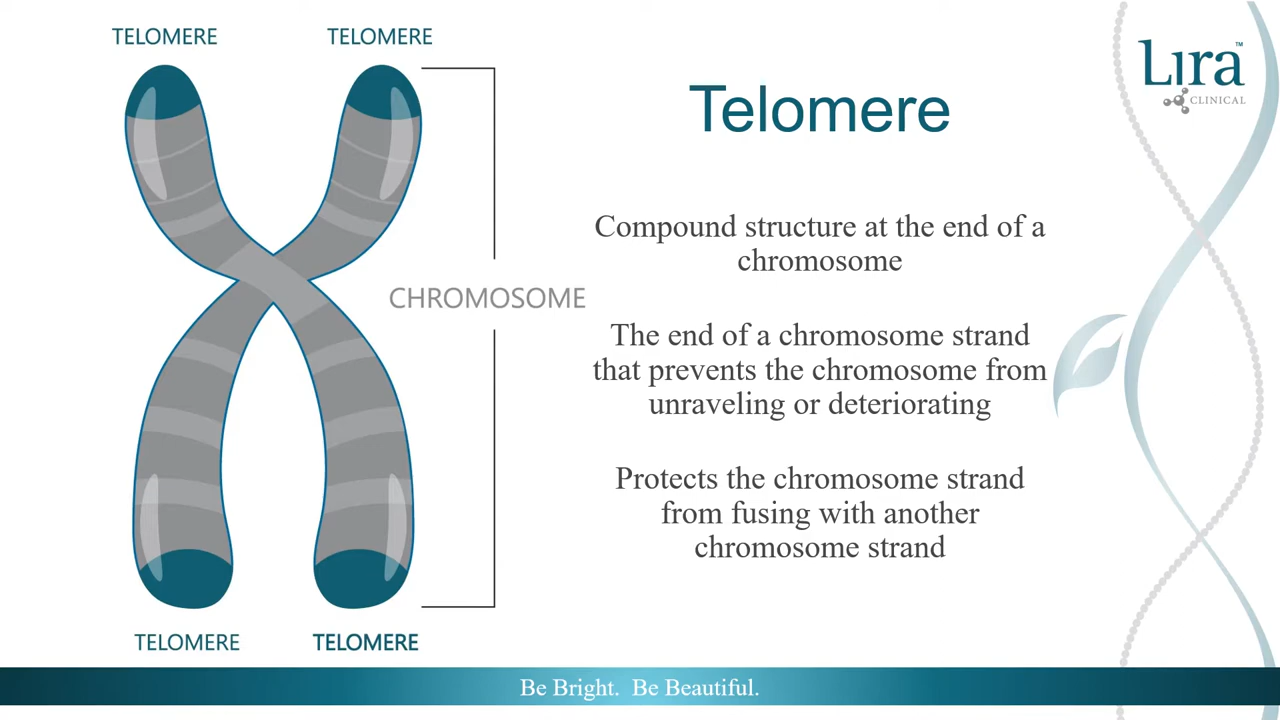 TELOMERE
TELOMERE
CHROMOSOME
TELOMERE
TELOMERE
Telomere
Compound structure at the end of a
chromosome
The end of a chromosome strand
that prevents the chromosome from
unraveling or deteriorating
Protects the chromosome strand
from fusing with another
chromosome strand
Lira™
CLINICAL
Be Bright. Be Beautiful.